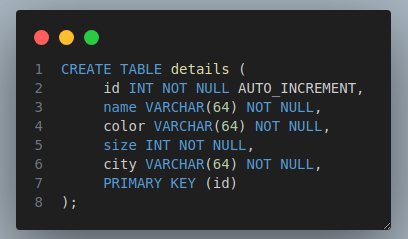 1 CREATE TABLE details (
2 id INT NOT NULL AUTO_INCREMENT,
3 name VARCHAR(64) NOT NULL,
4 color VARCHAR(64) NOT NULL,
5 size INT NOT NULL,
6 city VARCHAR(64) NOT NULL,
7 PRIMARY KEY (id)
8 );